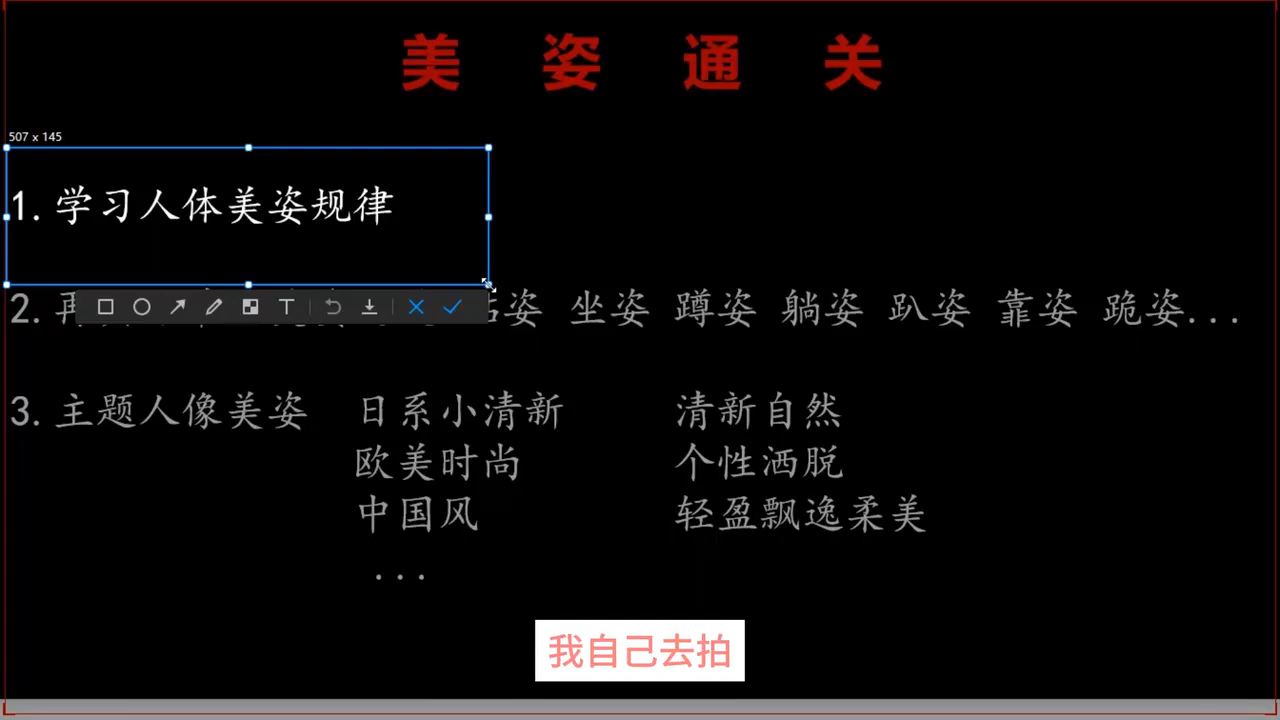 美 姿 通 关
507 x 145
1. 学习人体美姿规律
2. 再 姿 坐姿 蹲姿 躺姿 趴姿 靠姿 跪姿...
3. 主题人像美姿 日系小清新 清新自然
欧美时尚 个性洒脱
中国风 轻盈飘逸柔美
...
我自己去拍